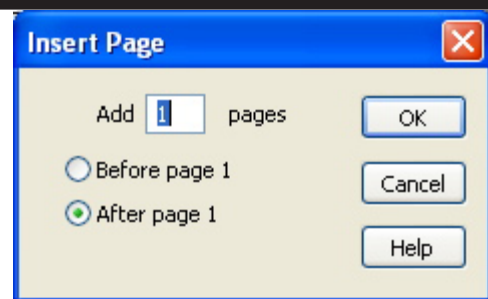 Insert Page
Add 1 pages
OK
Before page 1
Cancel
After page 1
Help